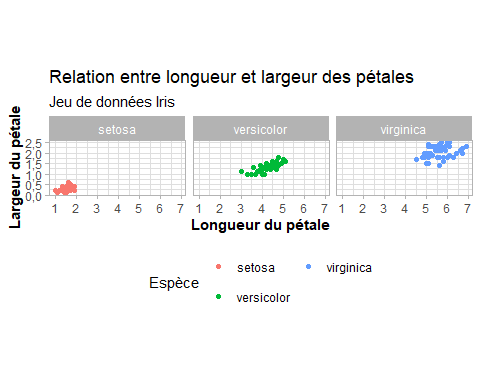 Relation entre longueur et largeur des pétales
Jeu de données Iris
setosa versicolor virginica
Largeur du pétale
2.5
2.0
1.5
1.0
0.5
0.0
1 2 3 4 5 6 7 1 2 3 4 5 6 7 1 2 3 4 5 6 7
Longueur du pétale
Espèce
setosa virginica
versicolor